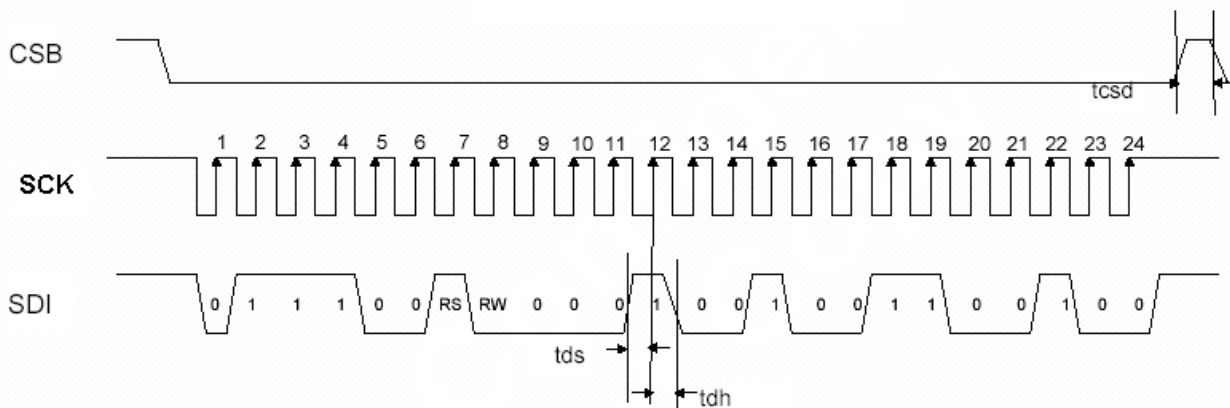 CSB
tcsd
1 2 3 4 5 6 7 8 9 10 11 12 13 14 15 16 17 18 19 20 21 22 23 24
SCK
SDI
0 1 1 1 0 0 RS RW 0 0 0 1 0 0 1 0 0 1 1 0 0 1 0 0
tds
tdh